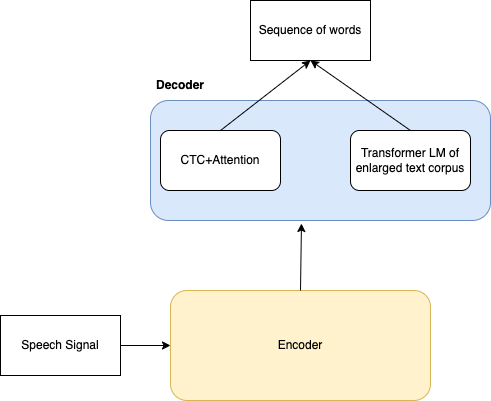 Sequence of words
Decoder
CTC+Attention
Transformer LM of
enlarged text corpus
Speech Signal
Encoder